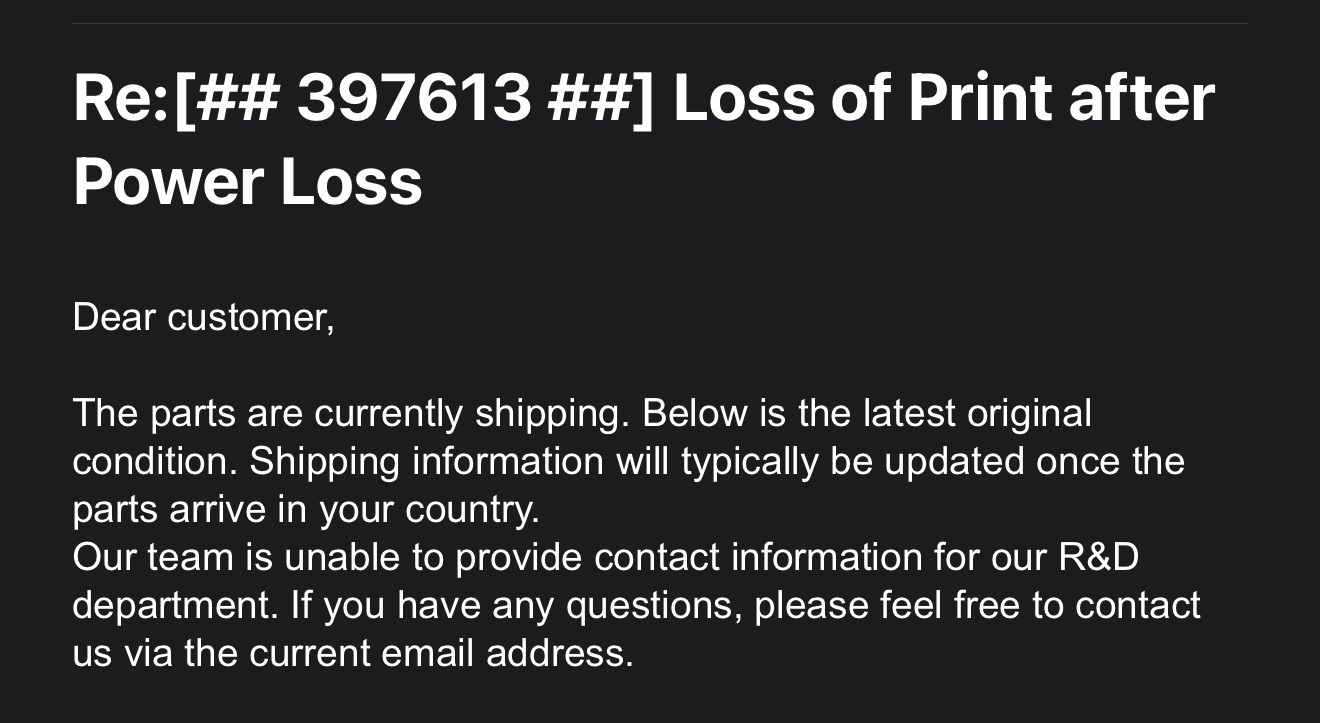 Re:[## 397613 ##] Loss of Print after
Power Loss
Dear customer,
The parts are currently shipping. Below is the latest original
condition. Shipping information will typically be updated once the
parts arrive in your country.
Our team is unable to provide contact information for our R&D
department. If you have any questions, please feel free to contact
us via the current email address.